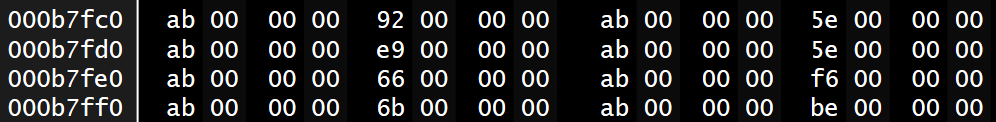 000b7fc0 ab 00 00 00 92 00 00 00 ab 00 00 00 5e 00 00 00
000b7fd0 ab 00 00 00 e9 00 00 00 ab 00 00 00 5e 00 00 00
000b7fe0 ab 00 00 00 66 00 00 00 ab 00 00 00 f6 00 00 00
000b7ff0 ab 00 00 00 6b 00 00 00 ab 00 00 00 be 00 00 00